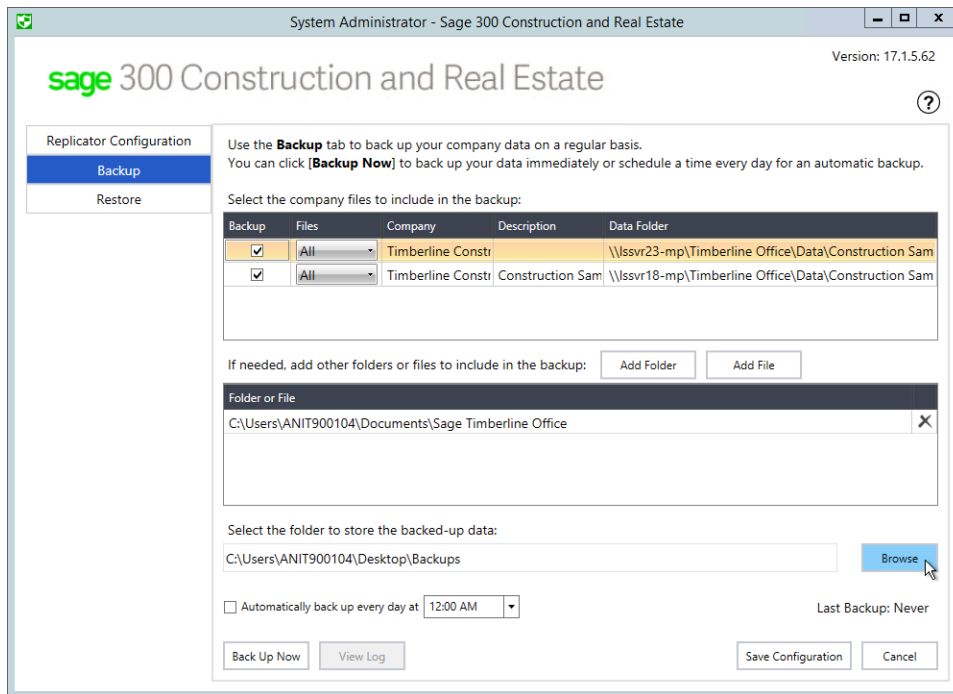 System Administrator - Sage 300 Construction and Real Estate
Version: 17.1.5.62
sage 300 Construction and Real Estate
?
Replicator Configuration
Backup
Restore
Use the Backup tab to back up your company data on a regular basis.
You can click [Backup Now] to back up your data immediately or schedule a time every day for an automatic backup.
Select the company files to include in the backup:
Backup Files Company Description Data Folder
All Timberline Constr \\lssvr23-mp\Timberline Office\Data\Construction Sam
All Timberline Constr Construction Sam \\lssvr18-mp\Timberline Office\Data\Construction Sam
If needed, add other folders or files to include in the backup: Add Folder Add File
Folder or File
C:\Users\ANIT900104\Documents\Sage Timberline Office
Select the folder to store the backed-up data:
C:\Users\ANIT900104\Desktop\Backups Browse
Automatically back up every day at 12:00 AM Last Backup: Never
Back Up Now View Log Save Configuration Cancel